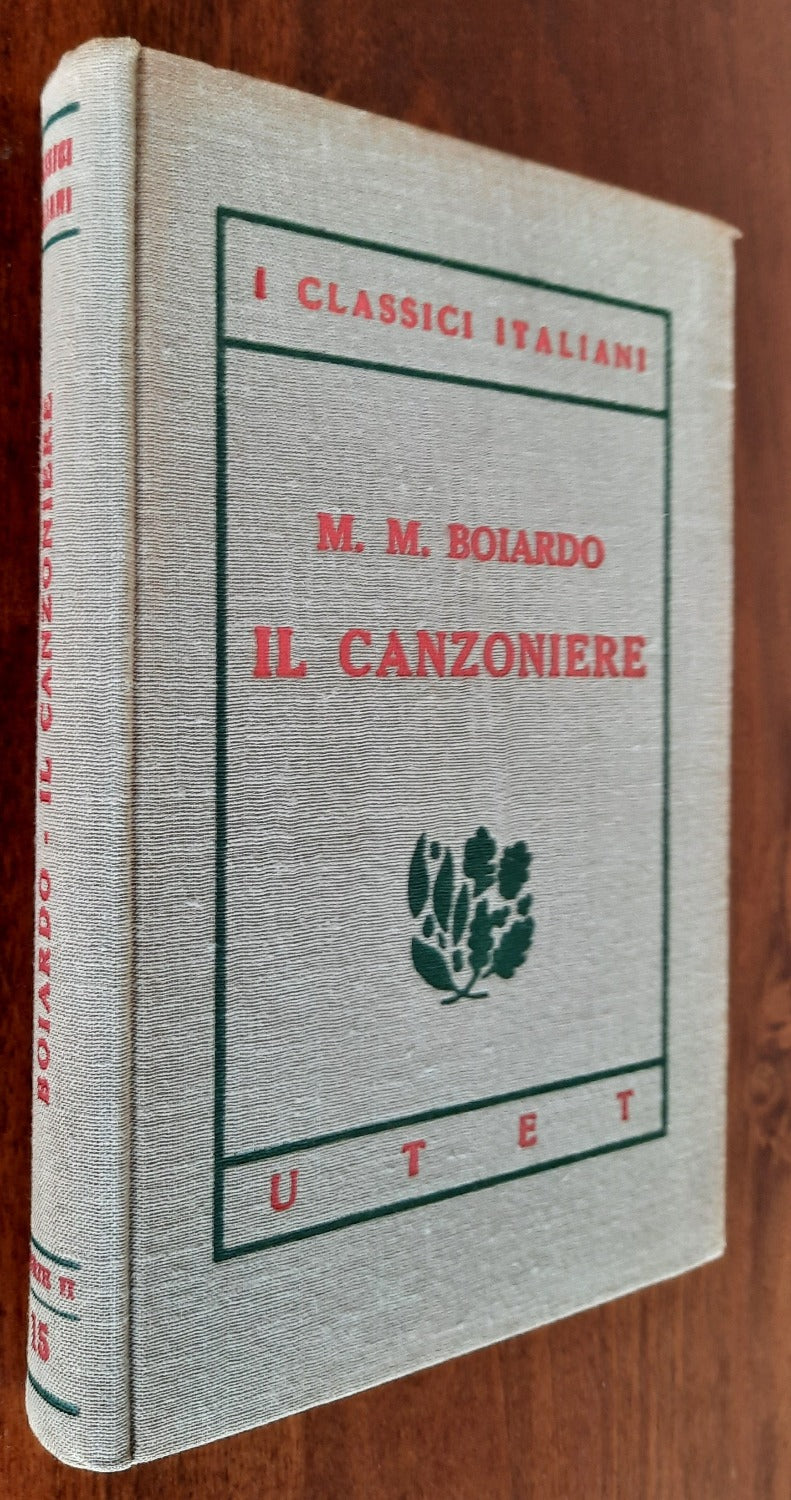 I CLASSICI ITALIANI
M. M. BOIARDO
IL CANZONIERE
U T E T
BOIARDO - IL CANZONIERE
15